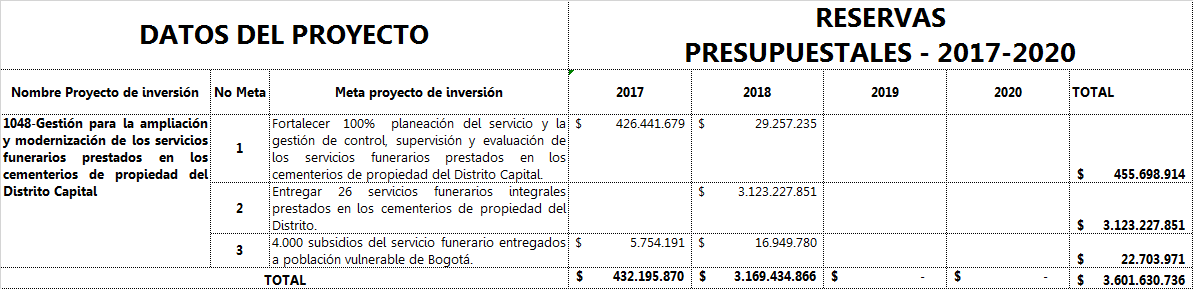 DATOS DEL PROYECTO
RESERVAS
PRESUPUESTALES - 2017-2020
Nombre Proyecto de inversión No Meta Meta proyecto de inversión 2017 2018 2019 2020 TOTAL
1048-Gestión para la ampliación
y modernización de los servicios
funerarios prestados en los
cementerios de propiedad del
Distrito Capital
1
Fortalecer 100% planeación del servicio y la
gestión de control, supervisión y evaluación de
los servicios funerarios prestados en los
cementerios de propiedad del Distrito Capital.
$ 426.441.679 $ 29.257.235
$ 455.698.914
2
Entregar 26 servicios funerarios integrales
prestados en los cementerios de propiedad del
Distrito.
$ 3.123.227.851
$ 3.123.227.851
3
4.000 subsidios del servicio funerario entregados
a población vulnerable de Bogotá.
$ 5.754.191 $ 16.949.780
$ 22.703.971
TOTAL $ 432.195.870 $ 3.169.434.866 $ - $ - $ 3.601.630.736